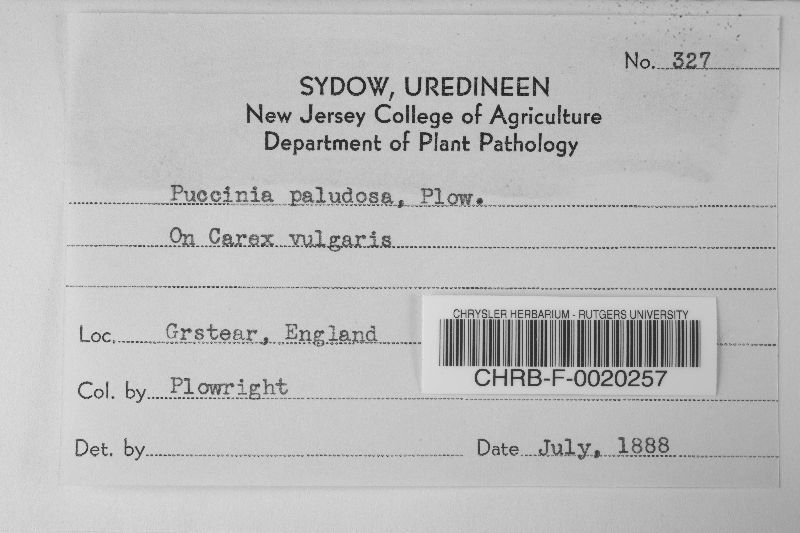 No. 327
SYDOW, UREDINEEN
New Jersey College of Agriculture
Department of Plant Pathology
Puccinia paludosa, Plow.
On Carex vulgaris
Loc. Grstear, England
CHRYSLER HERBARIUM - RUTGERS UNIVERSITY
CHRB-F-0020257
Col. by Plowright
Det. by
Date July, 1888